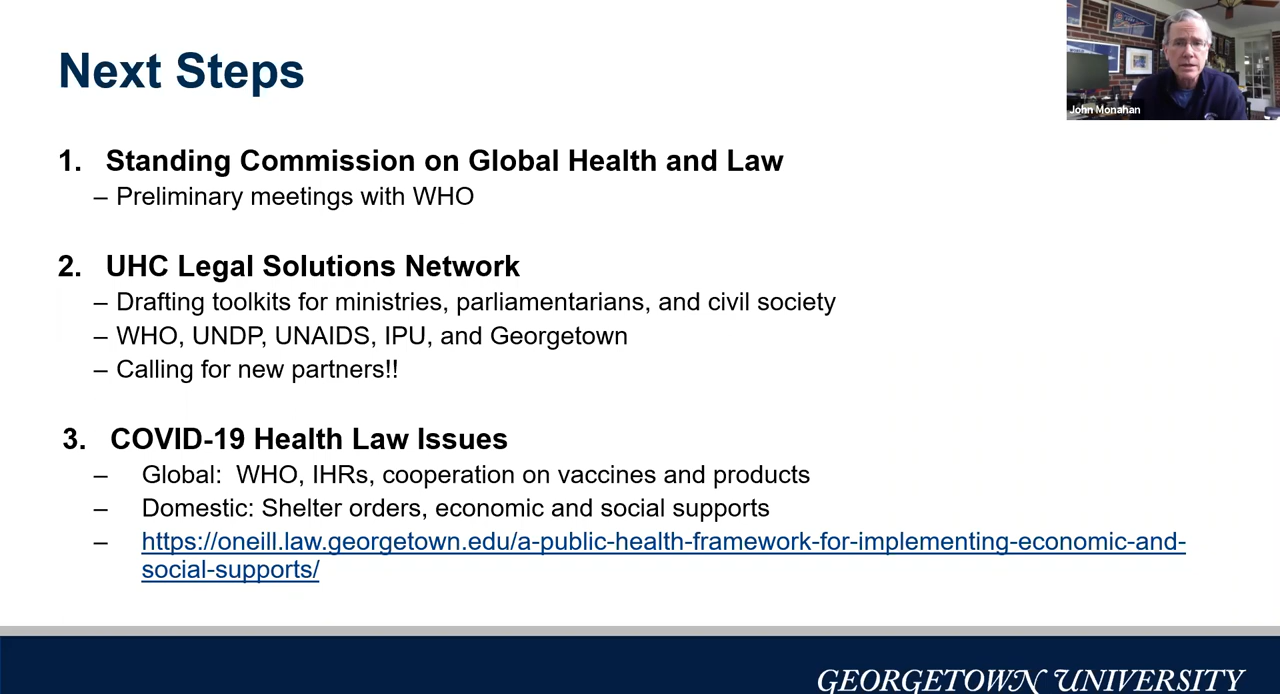 Next Steps
John Monahan
1. Standing Commission on Global Health and Law
– Preliminary meetings with WHO
2. UHC Legal Solutions Network
– Drafting toolkits for ministries, parliamentarians, and civil society
– WHO, UNDP, UNAIDS, IPU, and Georgetown
– Calling for new partners!!
3. COVID-19 Health Law Issues
– Global: WHO, IHRs, cooperation on vaccines and products
– Domestic: Shelter orders, economic and social supports
– https://oneill.law.georgetown.edu/a-public-health-framework-for-implementing-economic-and-
social-supports/
GEORGETOWN UNIVERSITY